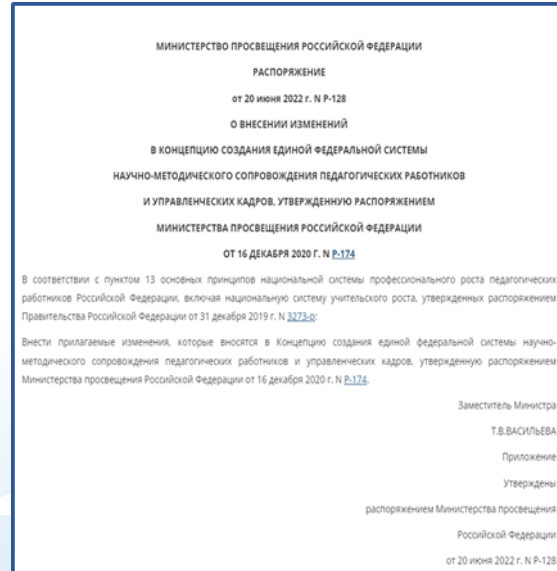 МИНИСТЕРСТВО ПРОСВЕЩЕНИЯ РОССИЙСКОЙ ФЕДЕРАЦИИ
РАСПОРЯЖЕНИЕ
от 20 июня 2022 г. N Р-128
О ВНЕСЕНИИ ИЗМЕНЕНИЙ
В КОНЦЕПЦИЮ СОЗДАНИЯ ЕДИНОЙ ФЕДЕРАЛЬНОЙ СИСТЕМЫ
НАУЧНО-МЕТОДИЧЕСКОГО СОПРОВОЖДЕНИЯ ПЕДАГОГИЧЕСКИХ РАБОТНИКОВ
И УПРАВЛЕНЧЕСКИХ КАДРОВ, УТВЕРЖДЕННУЮ РАСПОРЯЖЕНИЕМ
МИНИСТЕРСТВА ПРОСВЕЩЕНИЯ РОССИЙСКОЙ ФЕДЕРАЦИИ
ОТ 16 ДЕКАБРЯ 2020 Г. N Р-174
В соответствии с пунктом 13 основных принципов национальной системы профессионального роста педагогических
работников Российской Федерации, включая национальную систему учительского роста, утвержденных распоряжением
Правительства Российской Федерации от 31 декабря 2019 г. N 3273-р:
Внести прилагаемые изменения, которые вносятся в Концепцию создания единой федеральной системы научно-
методического сопровождения педагогических работников и управленческих кадров, утвержденную распоряжением
Министерства просвещения Российской Федерации от 16 декабря 2020 г. N Р-174.
Заместитель Министра
Т.В.ВАСИЛЬЕВА
Приложение
Утверждены
распоряжением Министерства просвещения
Российской Федерации
от 20 июня 2022 г. N Р-128